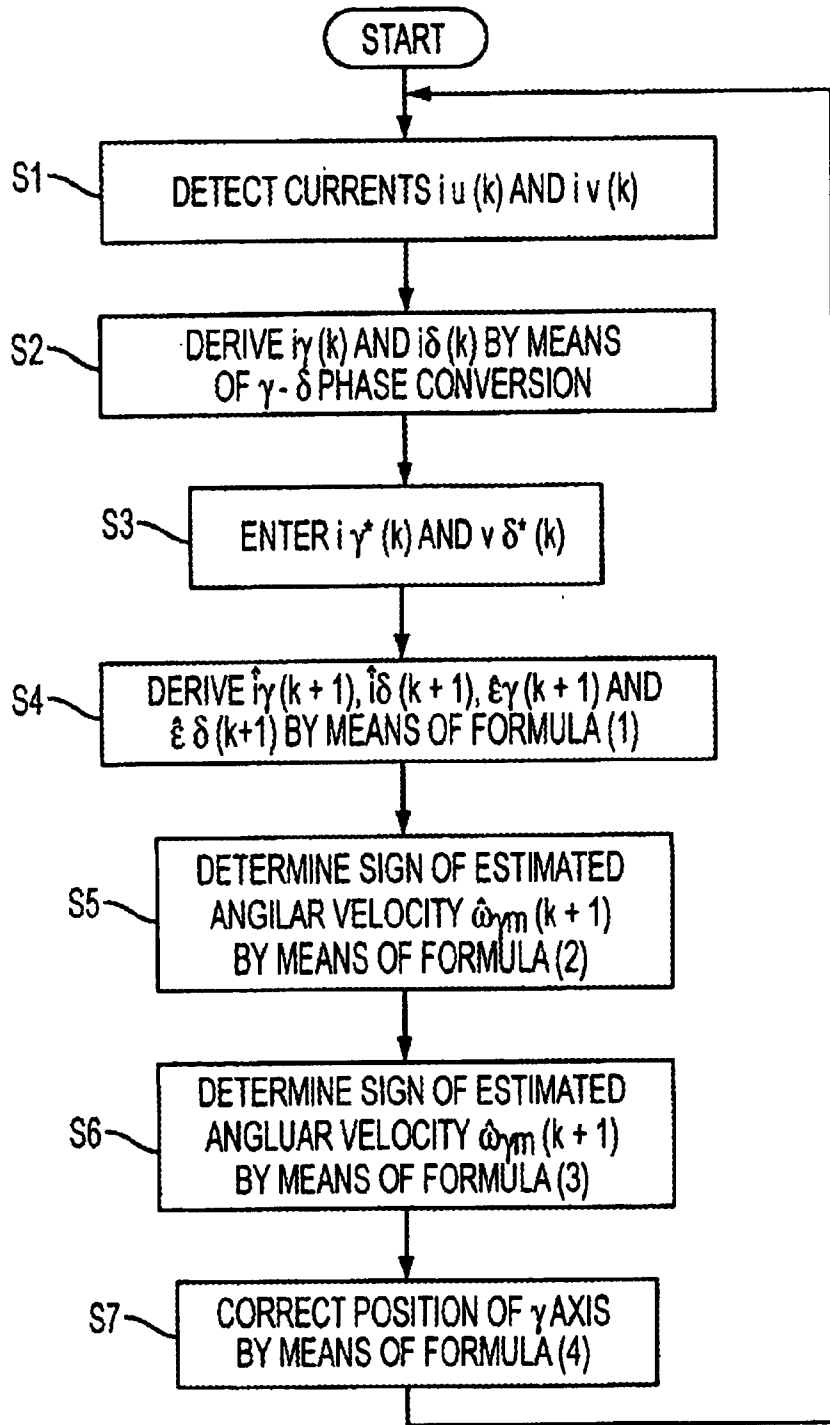 START
S1
DETECT CURRENTS i u (k) AND i v (k)
S2
DERIVE iγ (k) AND iδ (k) BY MEANS
OF γ - δ PHASE CONVERSION
S3
ENTER i γ* (k) AND v δ* (k)
S4
DERIVE îγ (k + 1), îδ (k + 1), ε̂γ (k + 1) AND
ε̂ δ (k+1) BY MEANS OF FORMULA (1)
S5
DETERMINE SIGN OF ESTIMATED
ANGILAR VELOCITY ω̂γm (k + 1)
BY MEANS OF FORMULA (2)
S6
DETERMINE SIGN OF ESTIMATED
ANGLUAR VELOCITY ω̂γm (k + 1)
BY MEANS OF FORMULA (3)
S7
CORRECT POSITION OF γ AXIS
BY MEANS OF FORMULA (4)